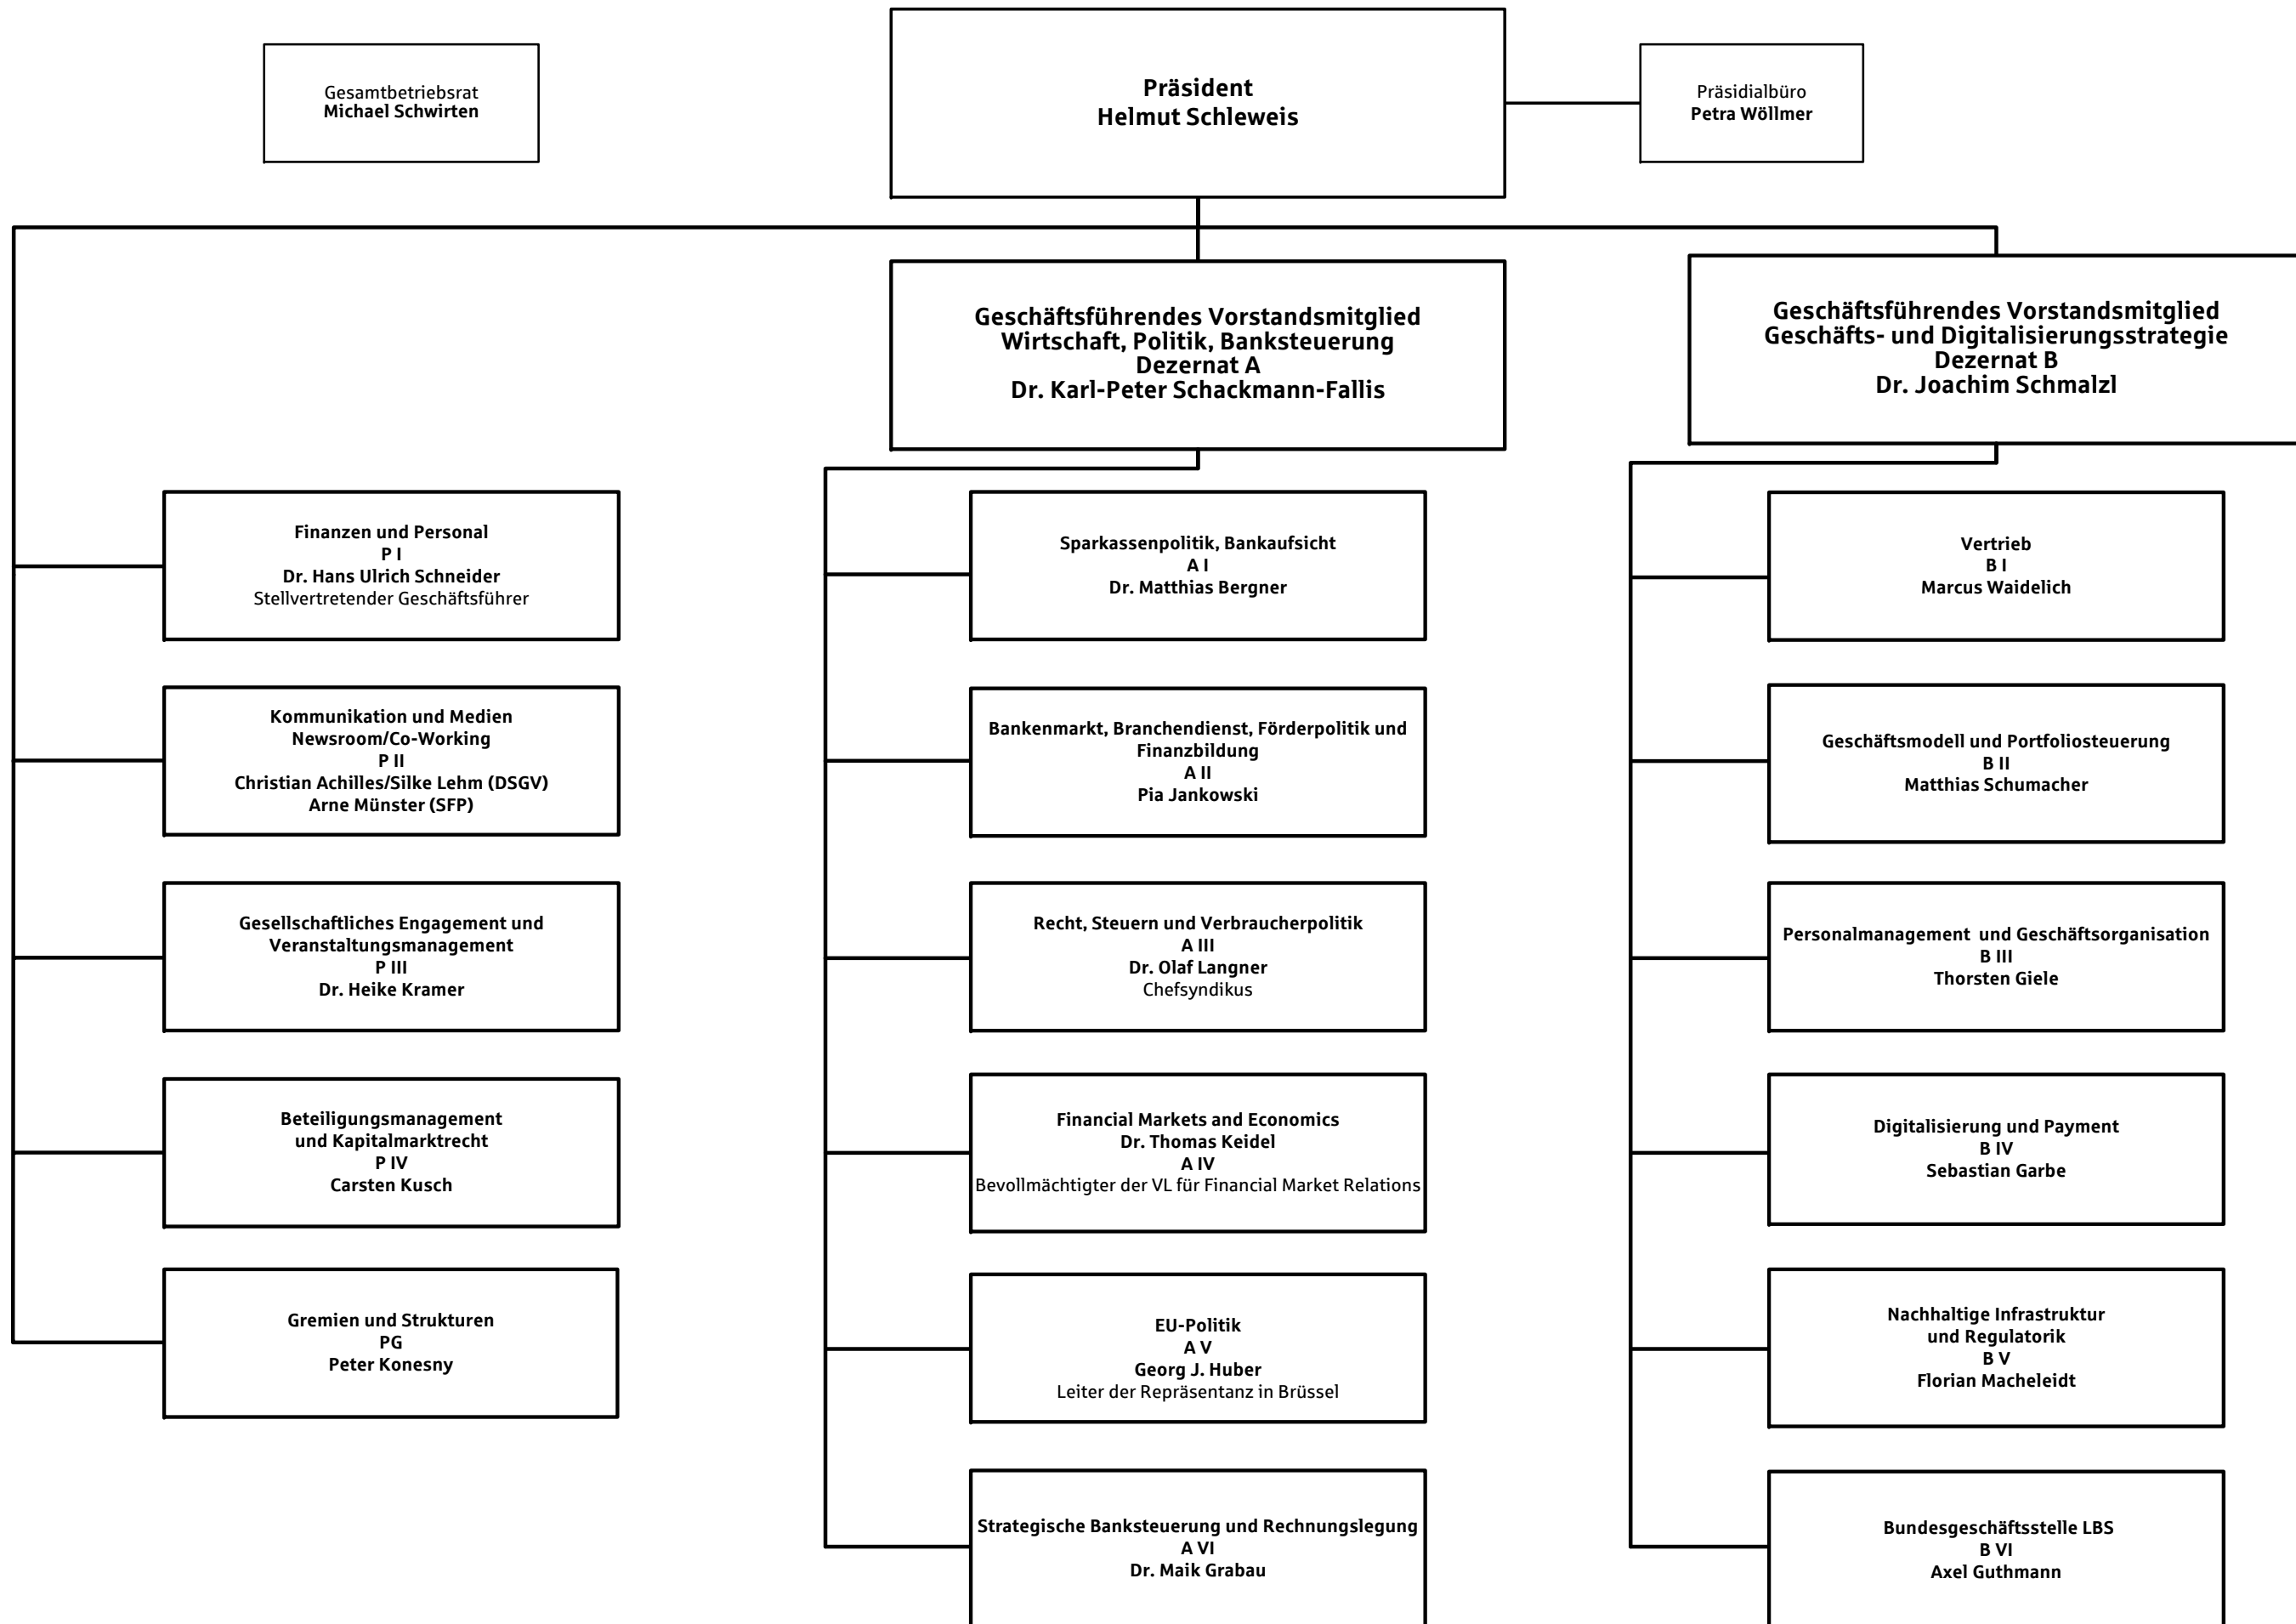 Gesamtbetriebsrat
Michael Schwirten
Präsident
Helmut Schleweis
Präsidialbüro
Petra Wöllmer
Geschäftsführendes Vorstandsmitglied
Wirtschaft, Politik, Banksteuerung
Dezernat A
Dr. Karl-Peter Schackmann-Fallis
Geschäftsführendes Vorstandsmitglied
Geschäfts- und Digitalisierungsstrategie
Dezernat B
Dr. Joachim Schmalzl
Finanzen und Personal
P I
Dr. Hans Ulrich Schneider
Stellvertretender Geschäftsführer
Kommunikation und Medien
Newsroom/Co-Working
P II
Christian Achilles/Silke Lehm (DSGV)
Arne Münster (SFP)
Gesellschaftliches Engagement und
Veranstaltungsmanagement
P III
Dr. Heike Kramer
Beteiligungsmanagement
und Kapitalmarktrecht
P IV
Carsten Kusch
Gremien und Strukturen
PG
Peter Konesny
Sparkassenpolitik, Bankaufsicht
A I
Dr. Matthias Bergner
Bankenmarkt, Branchendienst, Förderpolitik und
Finanzbildung
A II
Pia Jankowski
Recht, Steuern und Verbraucherpolitik
A III
Dr. Olaf Langner
Chefsyndikus
Financial Markets and Economics
Dr. Thomas Keidel
A IV
Bevollmächtigter der VL für Financial Market Relations
EU-Politik
A V
Georg J. Huber
Leiter der Repräsentanz in Brüssel
Strategische Banksteuerung und Rechnungslegung
A VI
Dr. Maik Grabau
Vertrieb
B I
Marcus Waidelich
Geschäftsmodell und Portfoliosteuerung
B II
Matthias Schumacher
Personalmanagement und Geschäftsorganisation
B III
Thorsten Giele
Digitalisierung und Payment
B IV
Sebastian Garbe
Nachhaltige Infrastruktur
und Regulatorik
B V
Florian Macheleidt
Bundesgeschäftsstelle LBS
B VI
Axel Guthmann